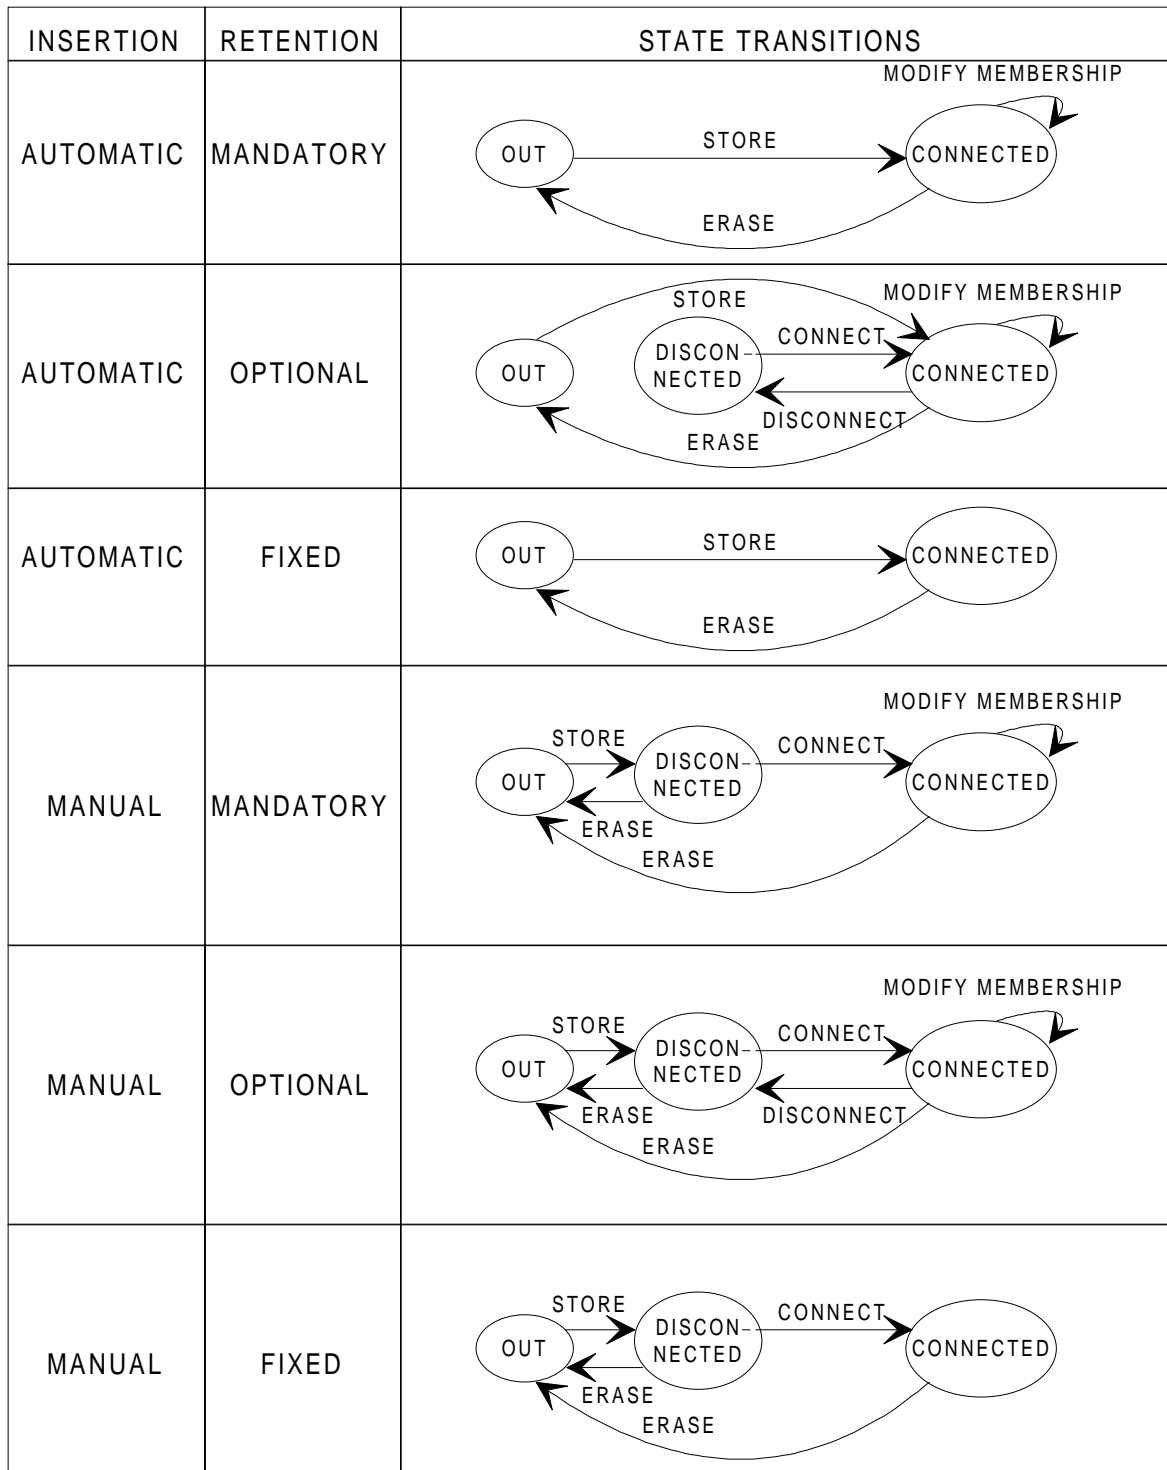 INSERTION RETENTION STATE TRANSITIONS
MODIFY MEMBERSHIP
AUTOMATIC MANDATORY OUT STORE CONNECTED
ERASE
STORE MODIFY MEMBERSHIP
DISCON- CONNECT
AUTOMATIC OPTIONAL OUT NECTED CONNECTED
DISCONNECT
ERASE
STORE
AUTOMATIC FIXED OUT CONNECTED
ERASE
MODIFY MEMBERSHIP
STORE CONNECT
DISCON-
OUT NECTED CONNECTED
MANUAL MANDATORY
ERASE
ERASE
MODIFY MEMBERSHIP
STORE CONNECT
DISCON-
OUT NECTED CONNECTED
MANUAL OPTIONAL
ERASE DISCONNECT
ERASE
STORE CONNECT
DISCON-
OUT NECTED CONNECTED
MANUAL FIXED
ERASE
ERASE